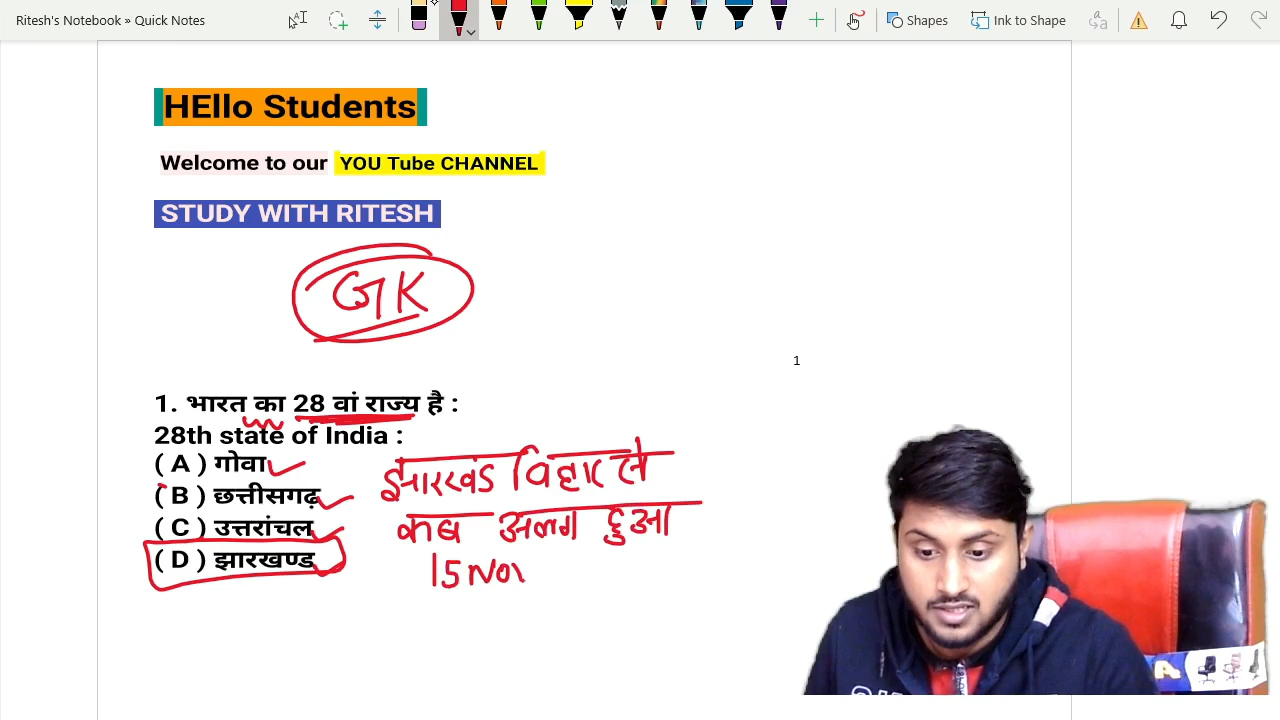 Ritesh's Notebook » Quick Notes
Shapes
Ink to Shape
HEllo Students
Welcome to our YOU Tube CHANNEL
STUDY WITH RITESH
GK
1
1. भारत का 28 वां राज्य है :
28th state of India :
( A ) गोवा
( B ) छत्तीसगढ़
( C ) उत्तरांचल
( D ) झारखण्ड
झारखंड बिहार से
कब अलग हुआ
15 Nov